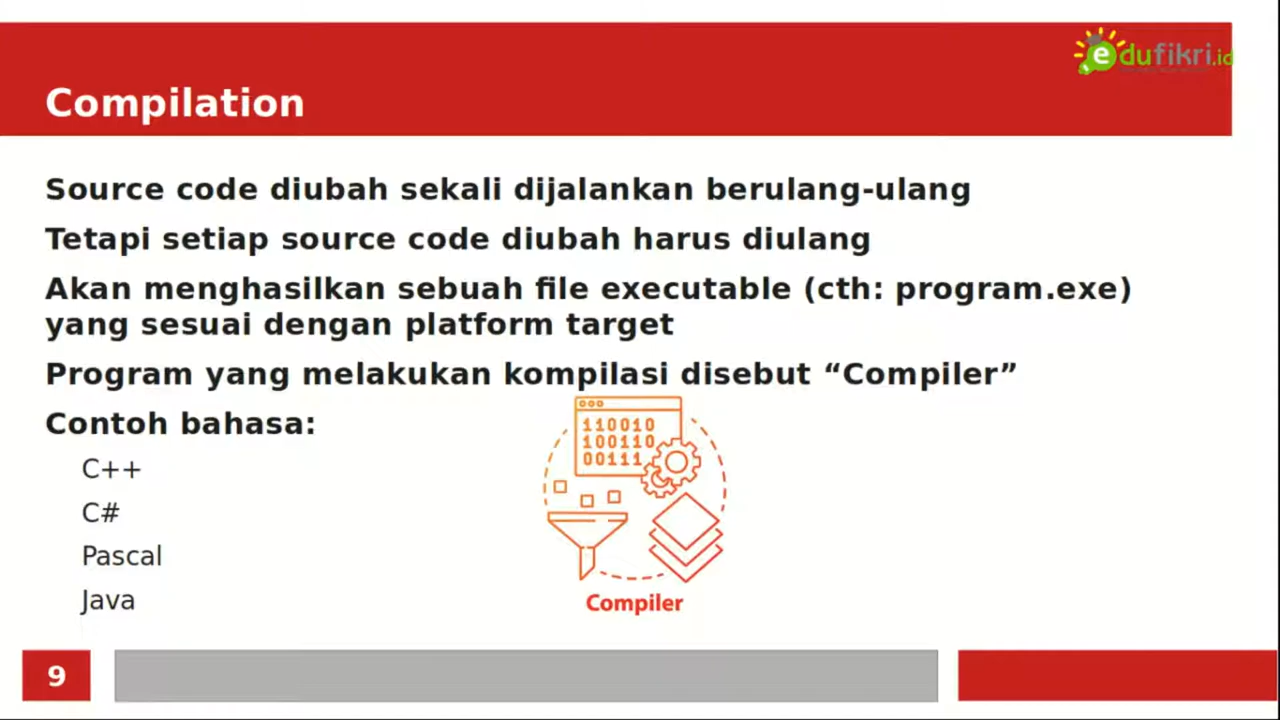 edufikri.id
Compilation
Source code diubah sekali dijalankan berulang-ulang
Tetapi setiap source code diubah harus diulang
Akan menghasilkan sebuah file executable (cth: program.exe)
yang sesuai dengan platform target
Program yang melakukan kompilasi disebut “Compiler”
Contoh bahasa:
C++
C#
Pascal
Java
110010
100110
00111
Compiler
9